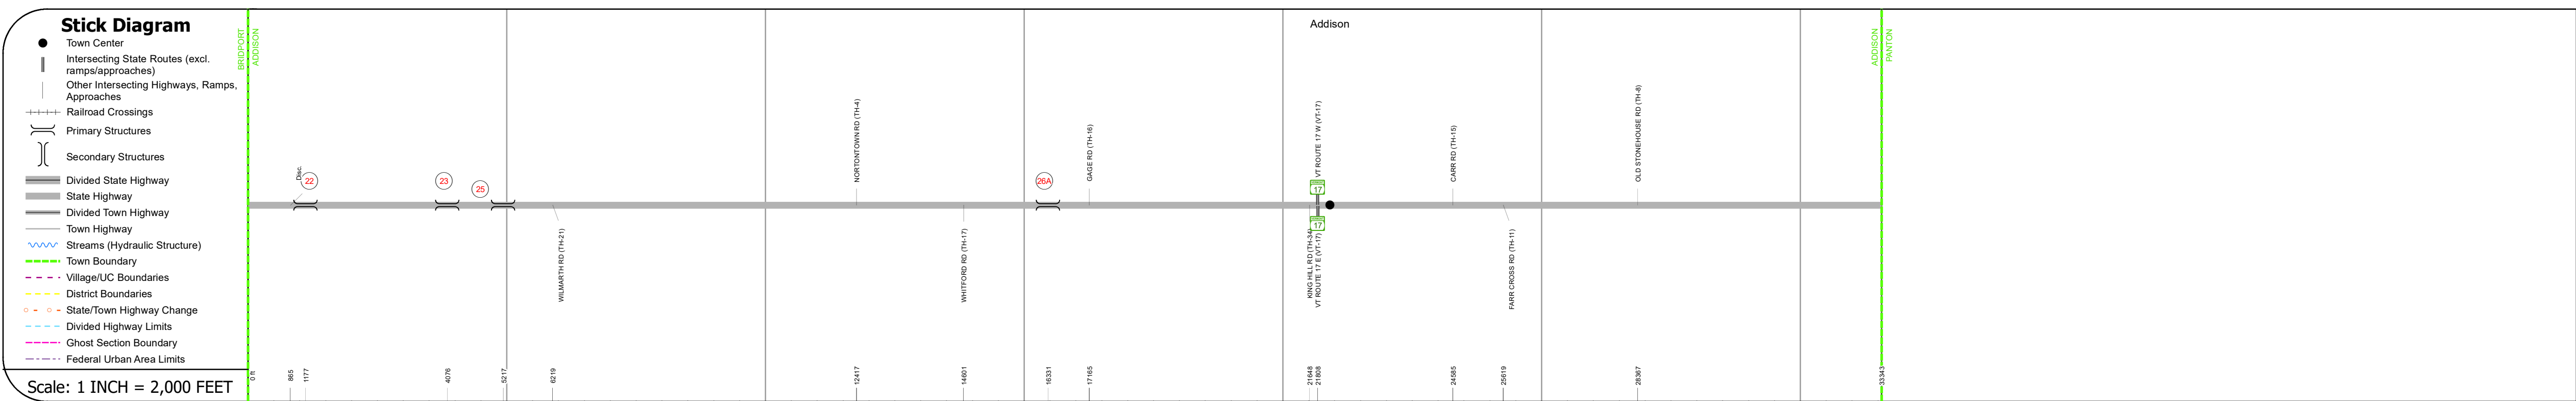 Stick Diagram
Town Center
Intersecting State Routes (excl.
ramps/approaches)
Other Intersecting Highways, Ramps,
Approaches
Railroad Crossings
Primary Structures
Secondary Structures
Divided State Highway
State Highway
Divided Town Highway
Town Highway
Streams (Hydraulic Structure)
Town Boundary
Village/UC Boundaries
District Boundaries
State/Town Highway Change
Divided Highway Limits
Ghost Section Boundary
Federal Urban Area Limits
Scale: 1 INCH = 2,000 FEET
BRIDPORT
ADDISON
Addison
ADDISON
PANTON
Disc.
22
23
25
NORTONTOWN RD (TH-4)
26A
GAGE RD (TH-16)
VT ROUTE 17 W (VT-17)
17
CARR RD (TH-15)
OLD STONEHOUSE RD (TH-8)
WILMARTH RD (TH-21)
WHITFORD RD (TH-17)
KING HILL RD (TH-34)
17
VT ROUTE 17 E (VT-17)
FARR CROSS RD (TH-11)
0 ft
865
1177
4076
5217
6219
12417
14601
16331
17165
21648
21808
24585
25619
28367
33343